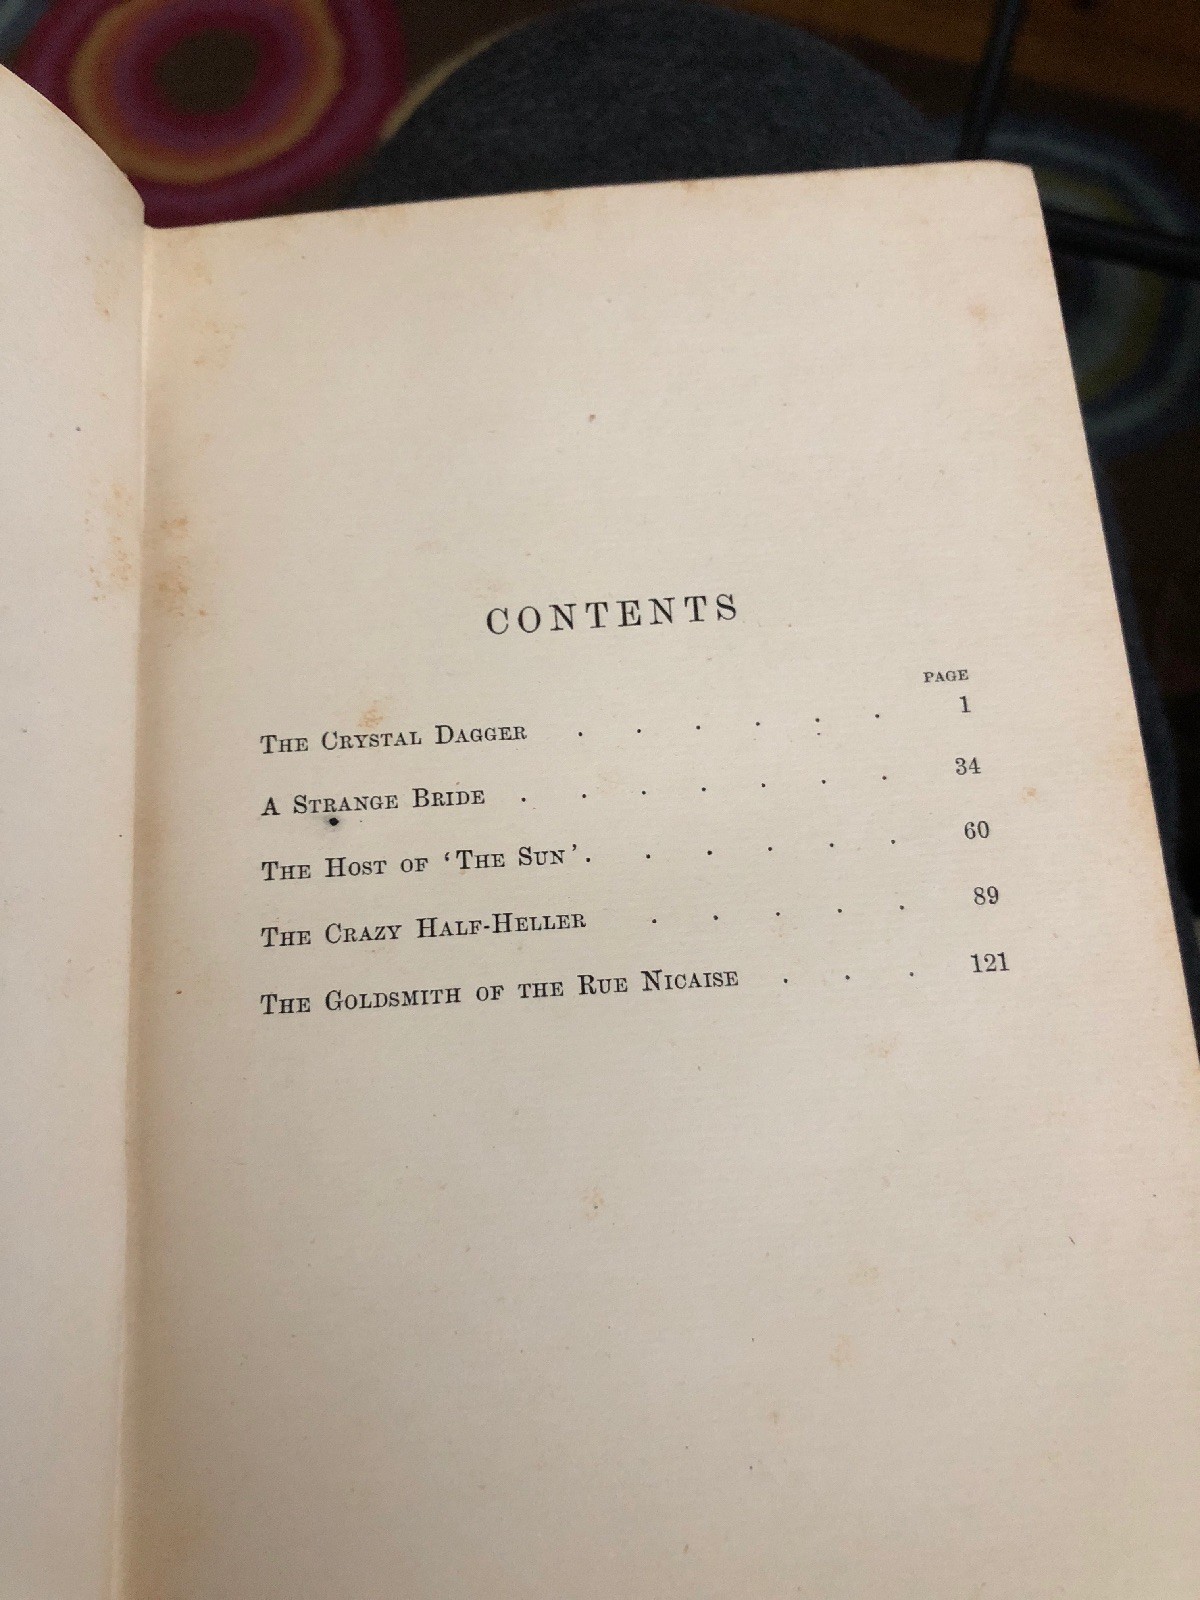 CONTENTS
PAGE
THE CRYSTAL DAGGER . . . . . . 1
A STRANGE BRIDE . . . . . . . 34
THE HOST OF ‘THE SUN’ . . . . . . 60
THE CRAZY HALF-HELLER . . . . . 89
THE GOLDSMITH OF THE RUE NICAISE . . . 121